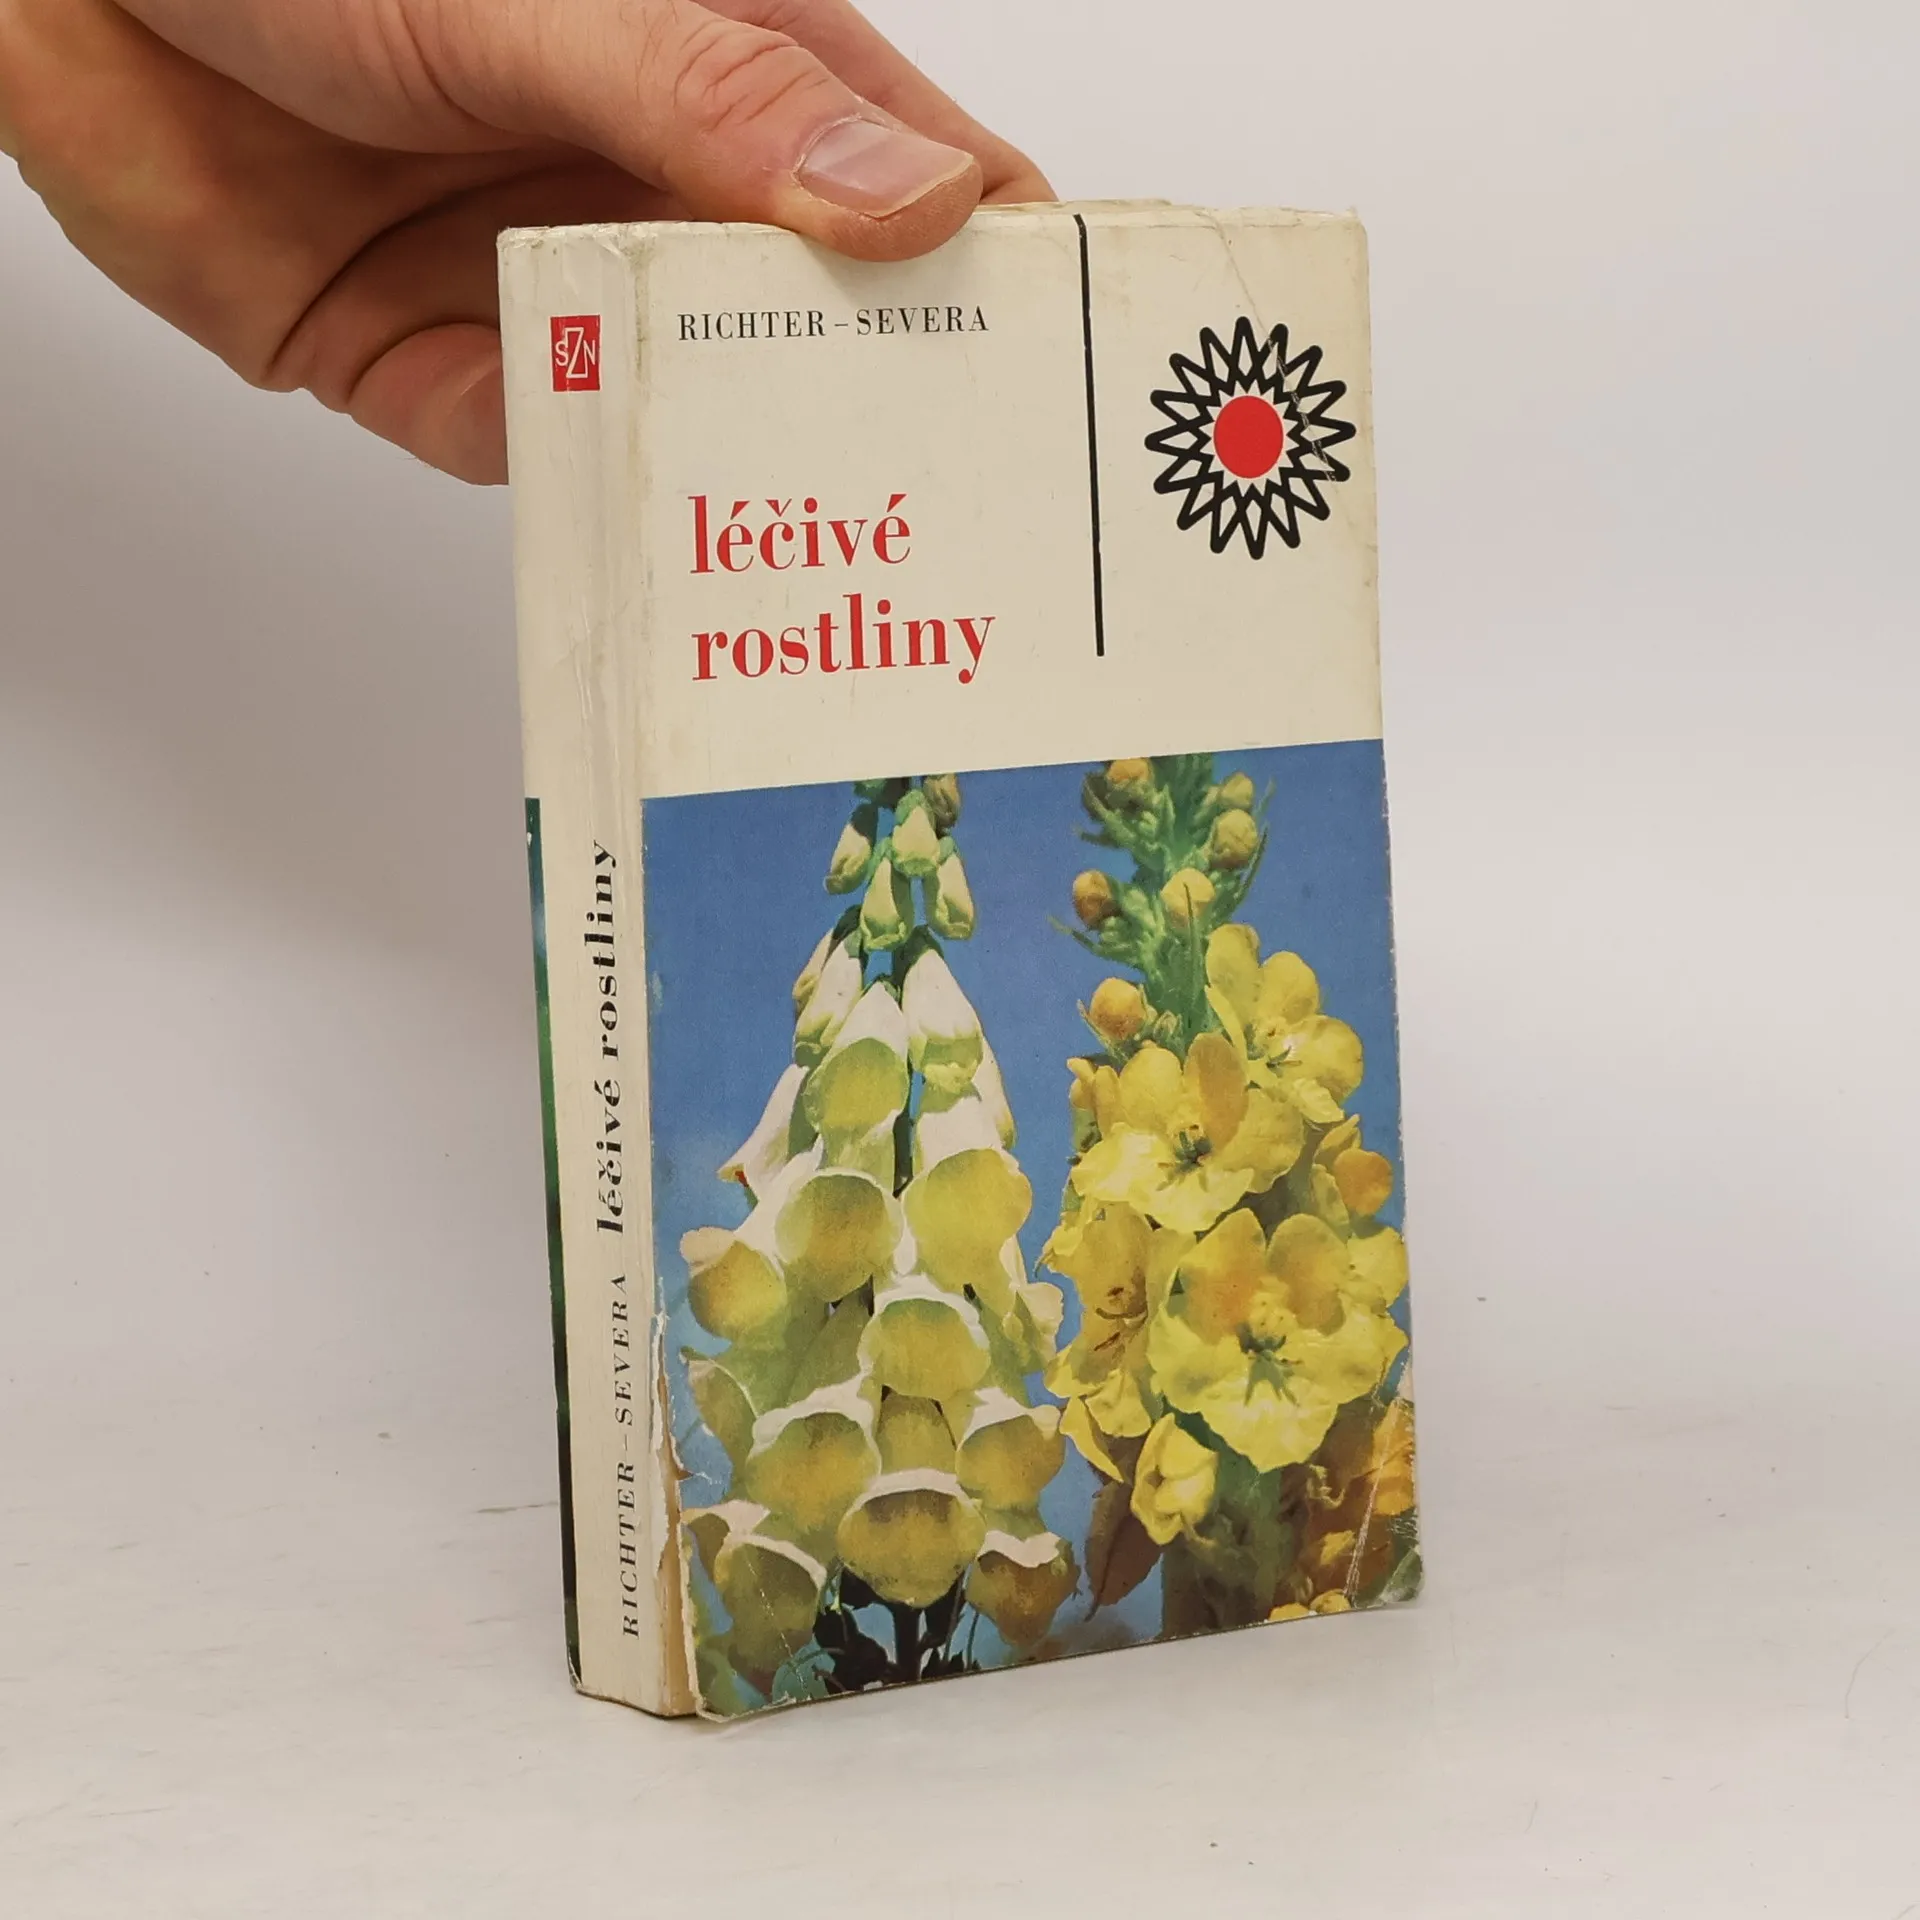 RICHTER – SEVERA
léčivé
rostliny
SZN
RICHTER – SEVERA léčivé rostliny